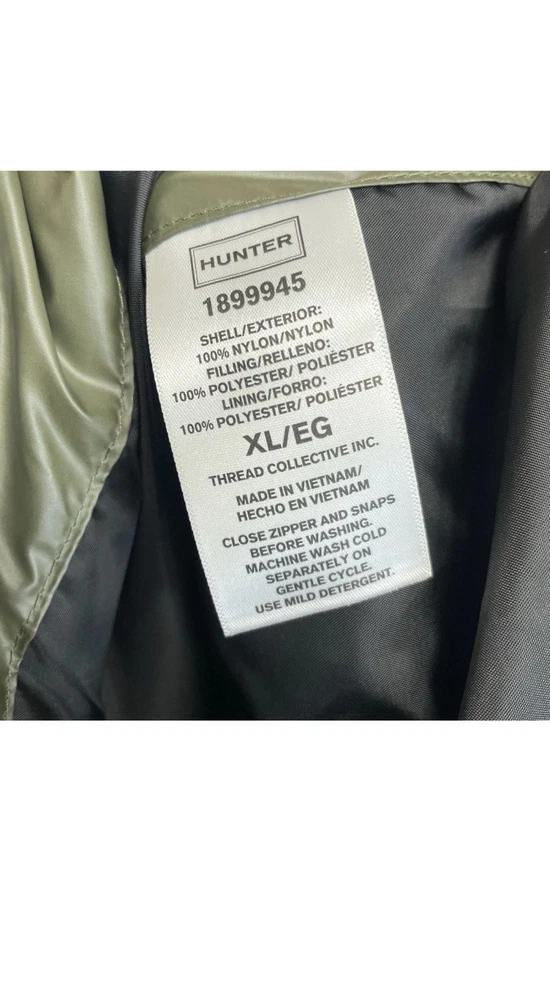 HUNTER
1899945
SHELL/EXTERIOR:
100% NYLON/NYLON
FILLING/RELLENO:
100% POLYESTER/ POLIÉSTER
LINING/FORRO:
100% POLYESTER/ POLIÉSTER
XL/EG
THREAD COLLECTIVE INC.
MADE IN VIETNAM/
HECHO EN VIETNAM
CLOSE ZIPPER AND SNAPS
BEFORE WASHING.
MACHINE WASH COLD
SEPARATELY ON
GENTLE CYCLE.
USE MILD DETERGENT.